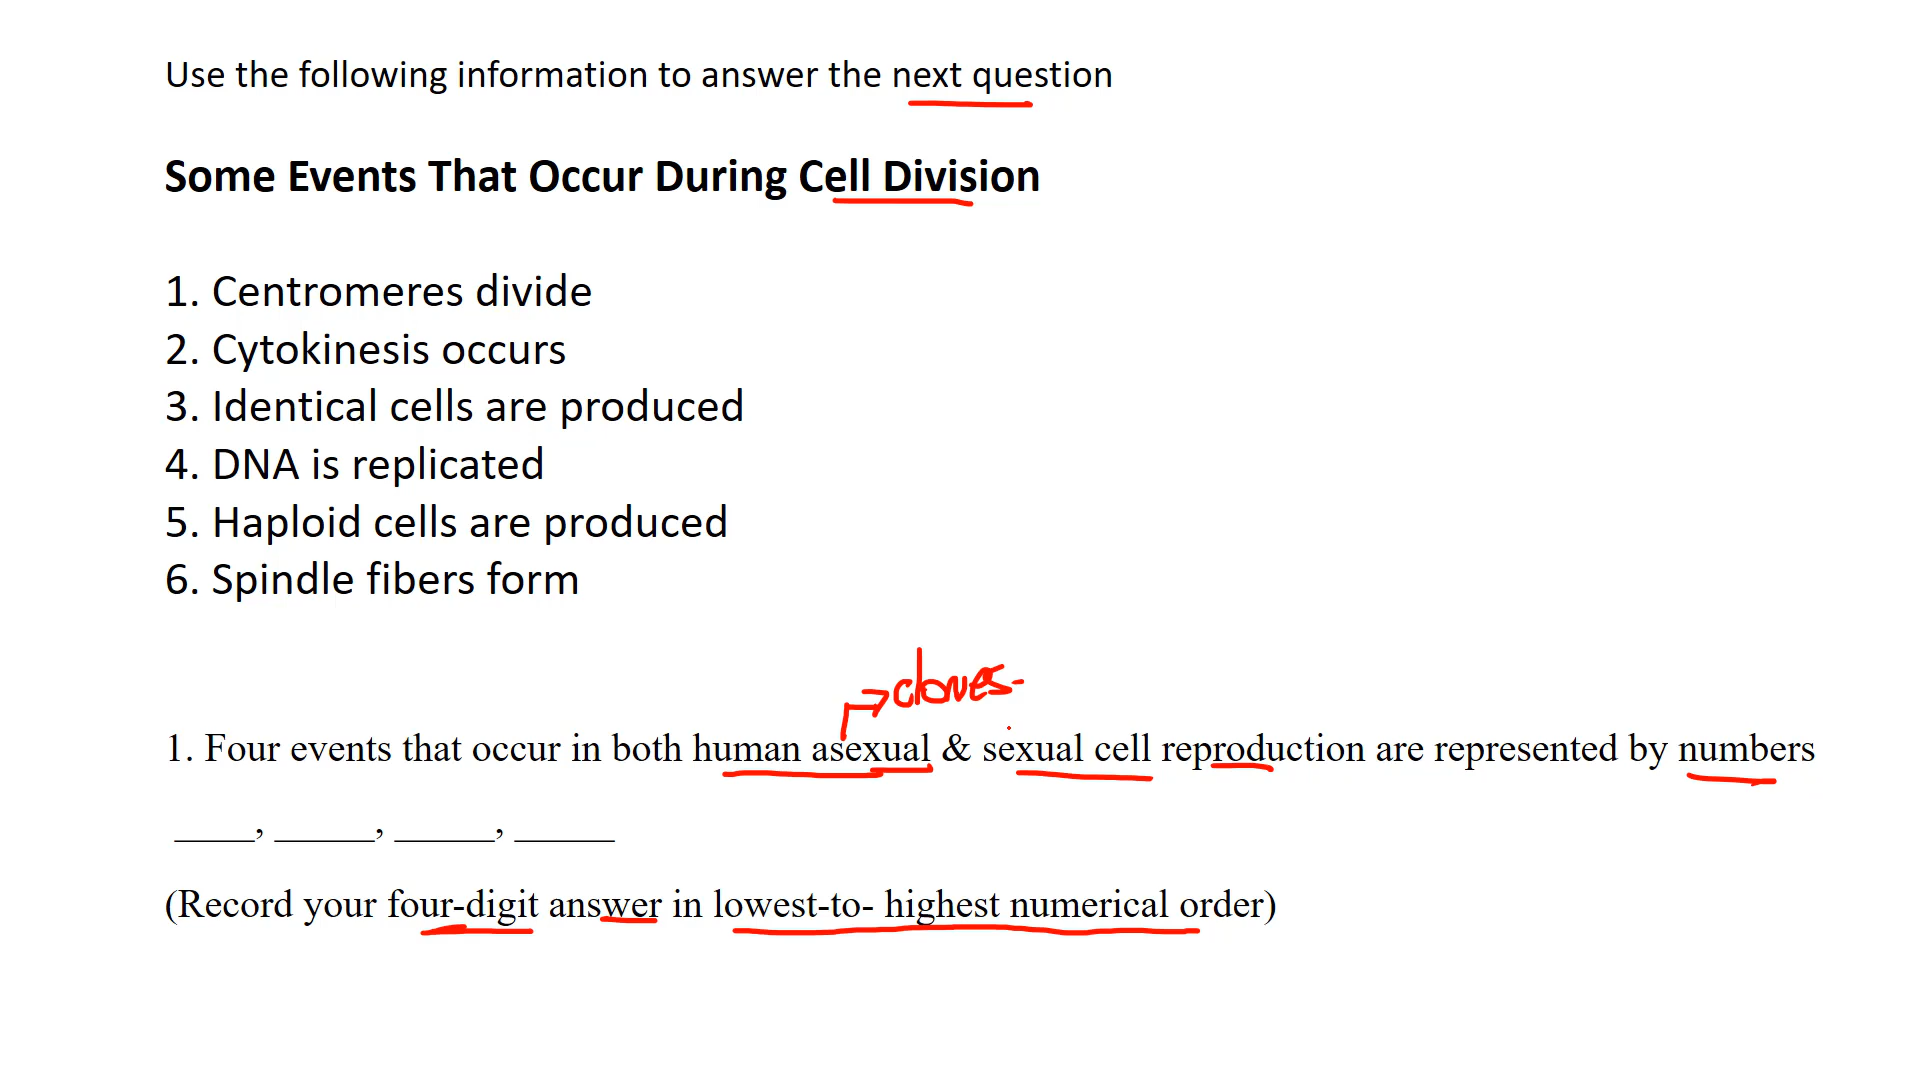 Use the following information to answer the next question
Some Events That Occur During Cell Division
1. Centromeres divide
2. Cytokinesis occurs
3. Identical cells are produced
4. DNA is replicated
5. Haploid cells are produced
6. Spindle fibers form
clones
1. Four events that occur in both human asexual & sexual cell reproduction are represented by numbers
____, _____, _____, _____
(Record your four-digit answer in lowest-to- highest numerical order)